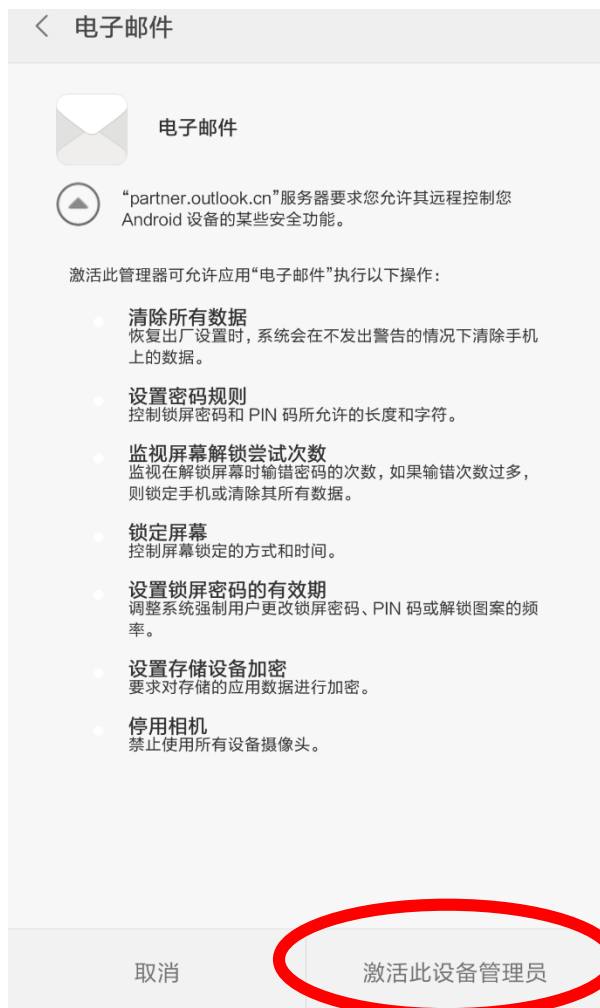 电子邮件
电子邮件
“partner.outlook.cn”服务器要求您允许其远程控制您
Android 设备的某些安全功能。
激活此管理器可允许应用“电子邮件”执行以下操作：
清除所有数据
恢复出厂设置时，系统会在不发出警告的情况下清除手机
上的数据。
设置密码规则
控制锁屏密码和 PIN 码所允许的长度和字符。
监视屏幕解锁尝试次数
监视在解锁屏幕时输错密码的次数，如果输错次数过多，
则锁定手机或清除其所有数据。
锁定屏幕
控制屏幕锁定的方式和时间。
设置锁屏密码的有效期
调整系统强制用户更改锁屏密码、PIN 码或解锁图案的频
率。
设置存储设备加密
要求对存储的应用数据进行加密。
停用相机
禁止使用所有设备摄像头。
取消
激活此设备管理员